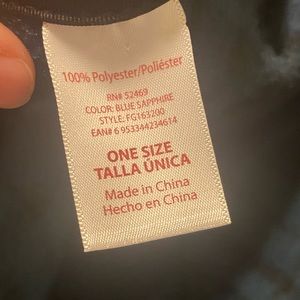 100% Polyester/Poliéster
RN# 52469
COLOR: BLUE SAPPHIRE
STYLE: FG163200
EAN# 6 953344234614
ONE SIZE
TALLA ÚNICA
Made in China
Hecho en China